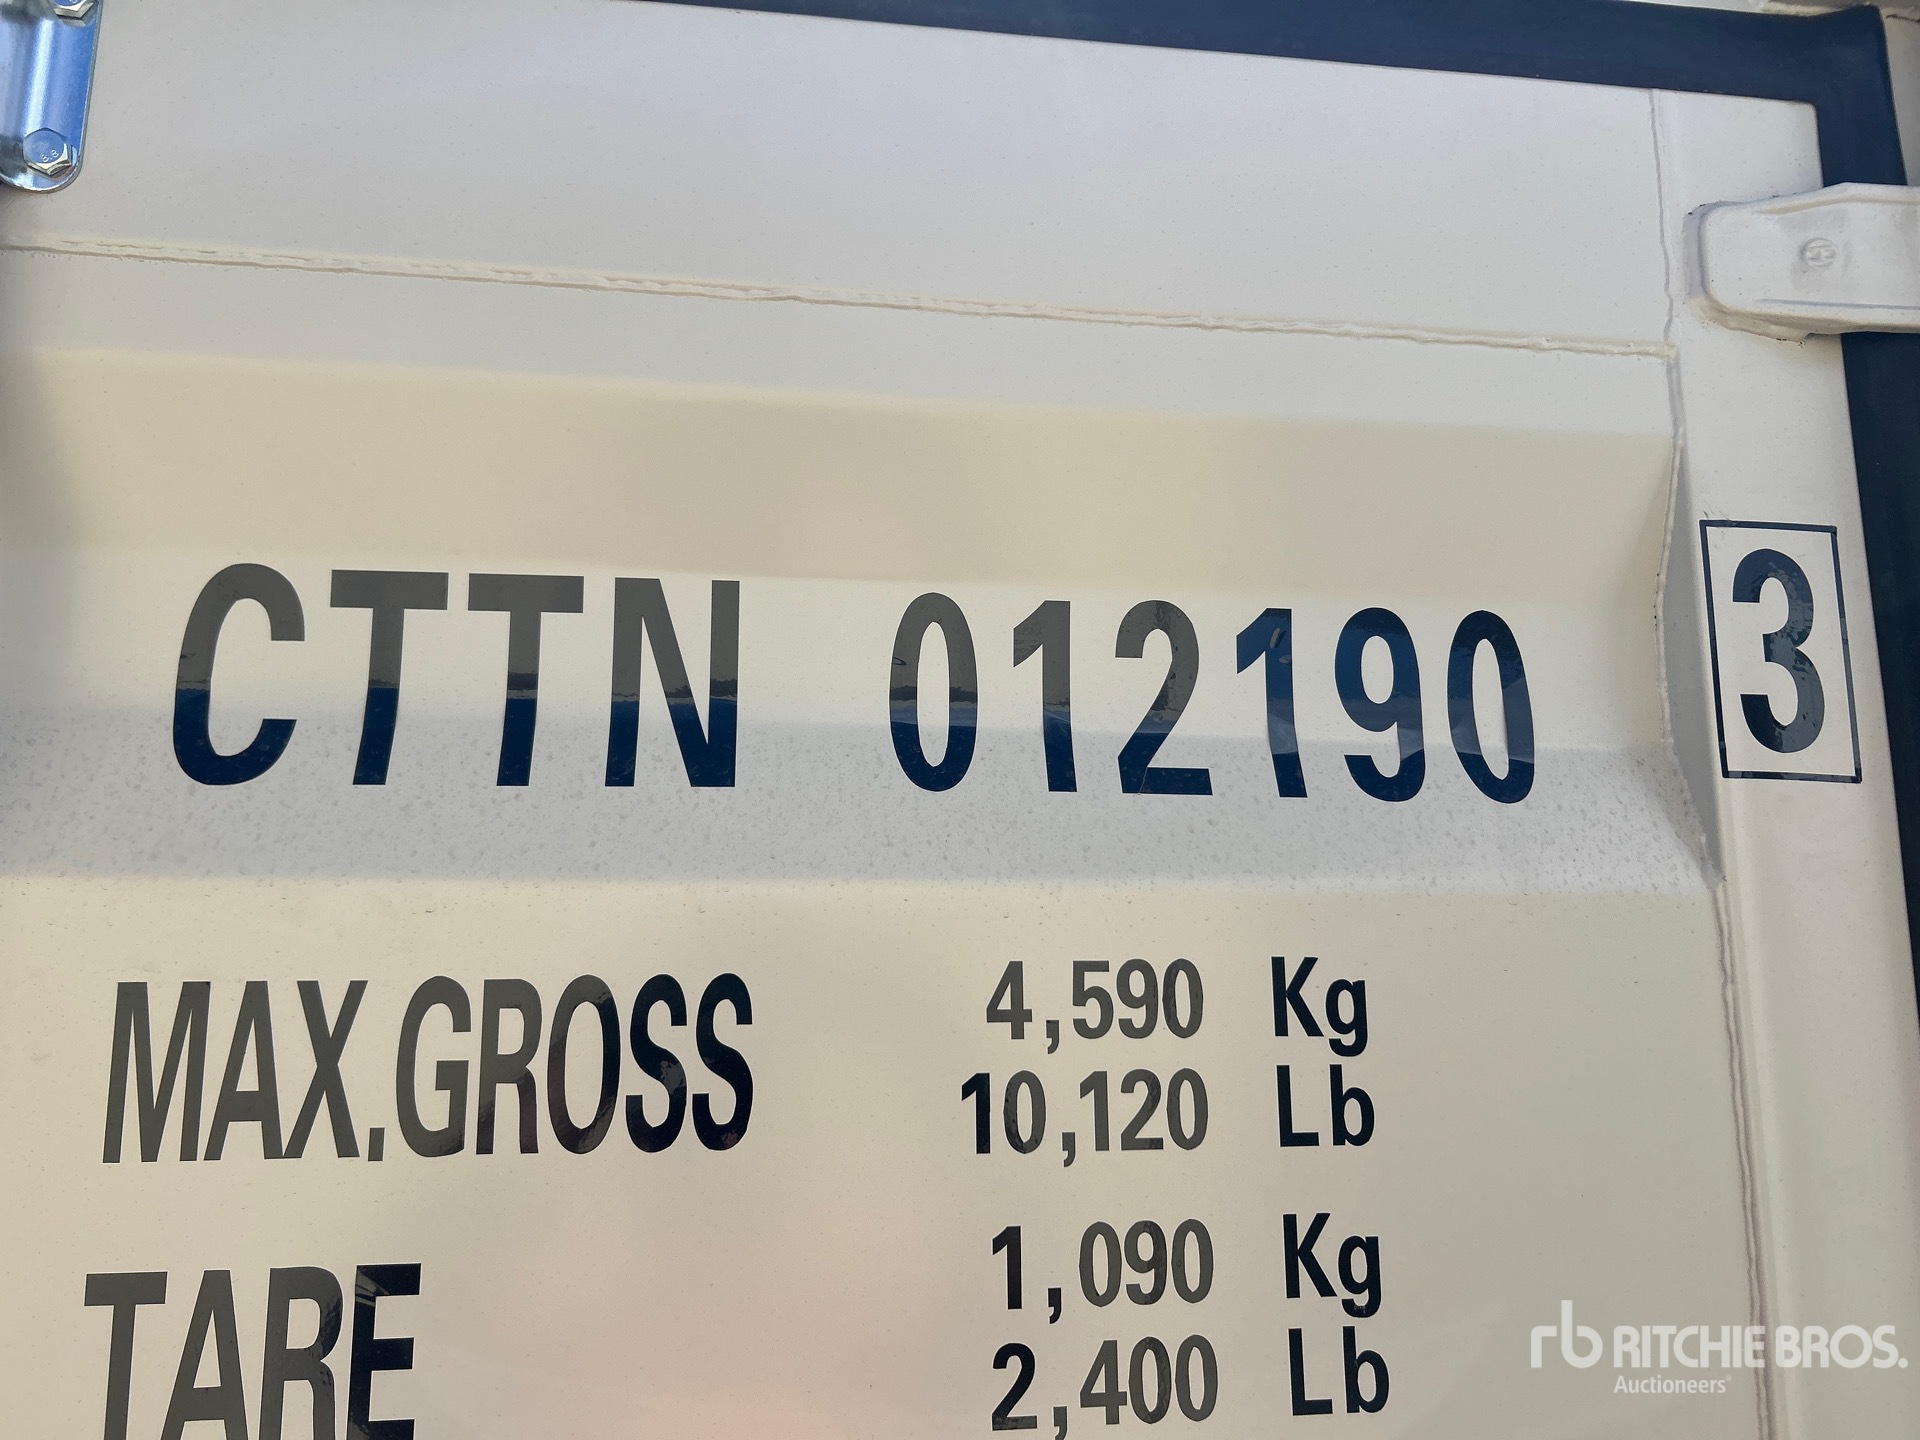 CTTN 012190 3
MAX.GROSS 4,590 Kg
10,120 Lb
TARE 1,090 Kg
2,400 Lb
rb RITCHIE BROS.
Auctioneers